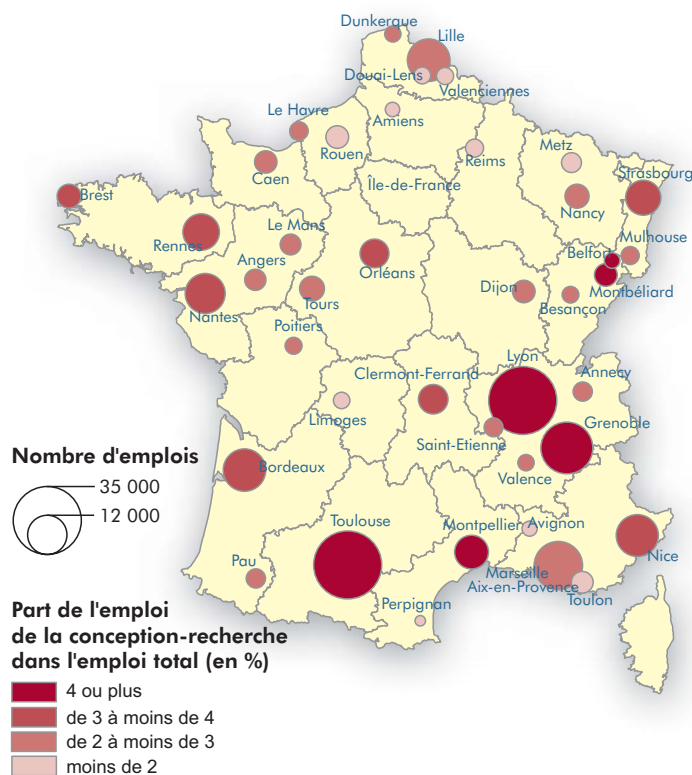 Dunkerque
Lille
Douai-Lens
Valenciennes
Le Havre
Amiens
Rouen
Reims
Metz
Caen
Île-de-France
Strasbourg
Brest
Nancy
Le Mans
Rennes
Mulhouse
Angers
Orléans
Belfort
Dijon
Nantes
Tours
Besançon
Montbéliard
Poitiers
Lyon
Clermont-Ferrand
Annecy
Limoges
Grenoble
Saint-Etienne
Nombre d'emplois
Bordeaux
Valence
35 000
12 000
Toulouse
Montpellier
Avignon
Nice
Pau
Marseille
Aix-en-Provence
Toulon
Perpignan
Part de l'emploi
de la conception-recherche
dans l'emploi total (en %)
4 ou plus
de 3 à moins de 4
de 2 à moins de 3
moins de 2